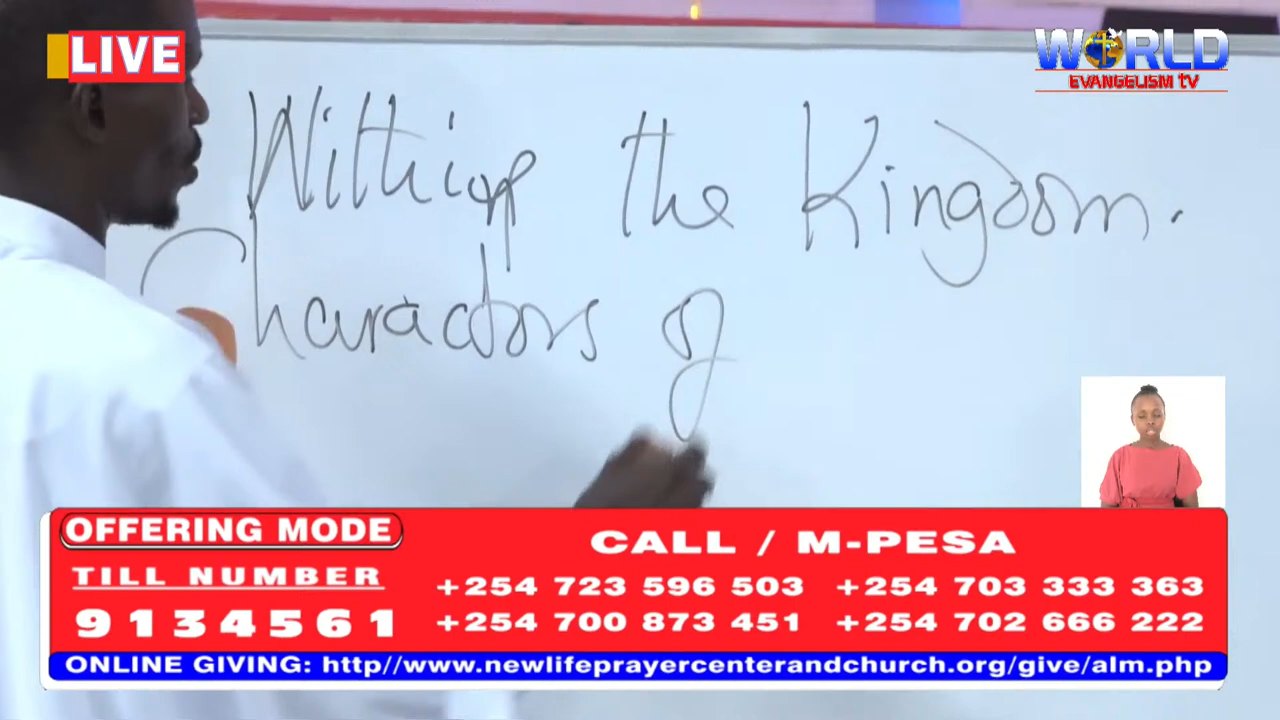 LIVE
WORLD
EVANGELISM TV
Within the Kingdom.
Charactors of
OFFERING MODE
TILL NUMBER
9134561
CALL / M-PESA
+254 723 596 503 +254 703 333 363
+254 700 873 451 +254 702 666 222
ONLINE GIVING: http//www.newlifeprayercenterandchurch.org/give/alm.php